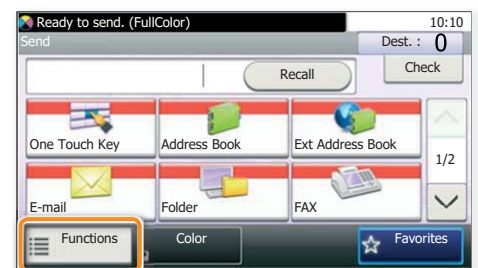 Ready to send. (FullColor) 10:10
Send Dest. : 0
Recall Check
One Touch Key Address Book Ext Address Book
1/2
E-mail Folder FAX
Functions Color Favorites